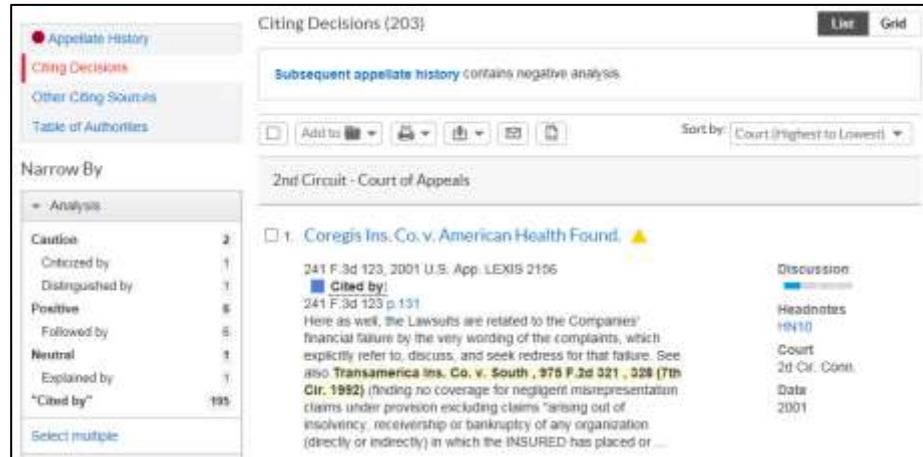 Appellate History
Citing Decisions
Other Citing Sources
Table of Authorities
Narrow By
Analysis
Caution 2
Criticized by 1
Distinguished by 1
Positive 6
Followed by 6
Neutral 1
Explained by 1
"Cited by" 195
Select multiple
Citing Decisions (203)
List Grid
Subsequent appellate history contains negative analysis.
Add to
Sort by: Court (Highest to Lowest)
2nd Circuit - Court of Appeals
1. Coregis Ins. Co. v. American Health Found.
241 F.3d 123, 2001 U.S. App. LEXIS 2156
Cited by:
241 F.3d 123 p.131
Here as well, the Lawsuits are related to the Companies'
financial failure by the very wording of the complaints, which
explicitly refer to, discuss, and seek redress for that failure. See
also Transamerica Ins. Co. v. South , 975 F.2d 321 , 328 (7th
Cir. 1992) (finding no coverage for negligent misrepresentation
claims under provision excluding claims "arising out of
insolvency, receivership or bankruptcy of any organization
(directly or indirectly) in which the INSURED has placed or ...
Discussion
Headnotes
HN10
Court
2d Cir. Conn.
Date
2001